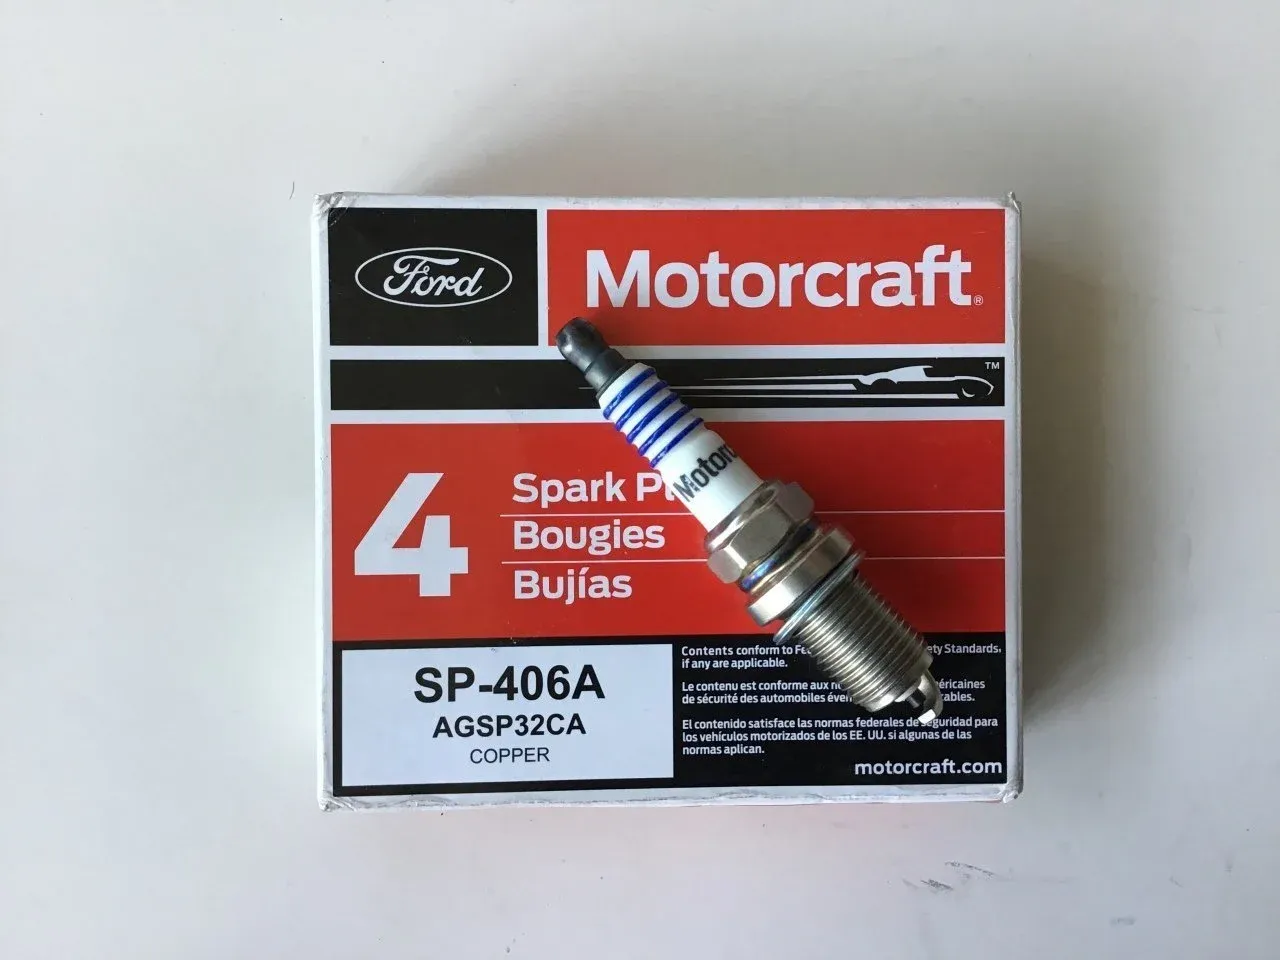 Ford
Motorcraft®
TM
4
Spark
Bougies
Bujías
Motorc
SP-406A
AGSP32CA
COPPER
Contents conform to Standards,
if any are applicable.
Le contenu est conforme aux
de sécurité des automobiles
El contenido satisface las normas federales de seguridad para
los vehículos motorizados de los EE. UU. si algunas de las
normas aplican.
motorcraft.com